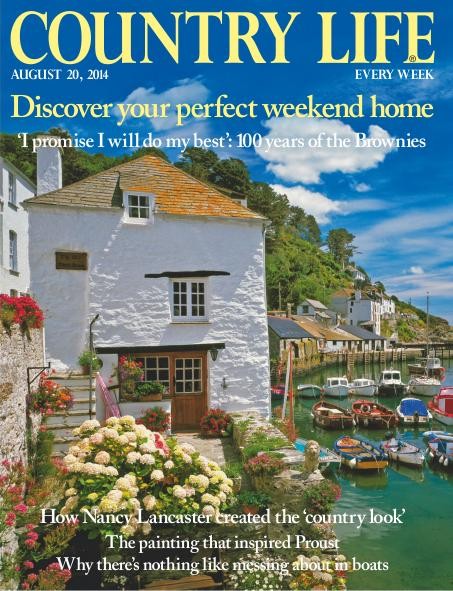 COUNTRY LIFE®
AUGUST 20, 2014 EVERY WEEK
Discover your perfect weekend home
‘I promise I will do my best’: 100 years of the Brownies
How Nancy Lancaster created the ‘country look’
The painting that inspired Proust
Why there’s nothing like messing about in boats